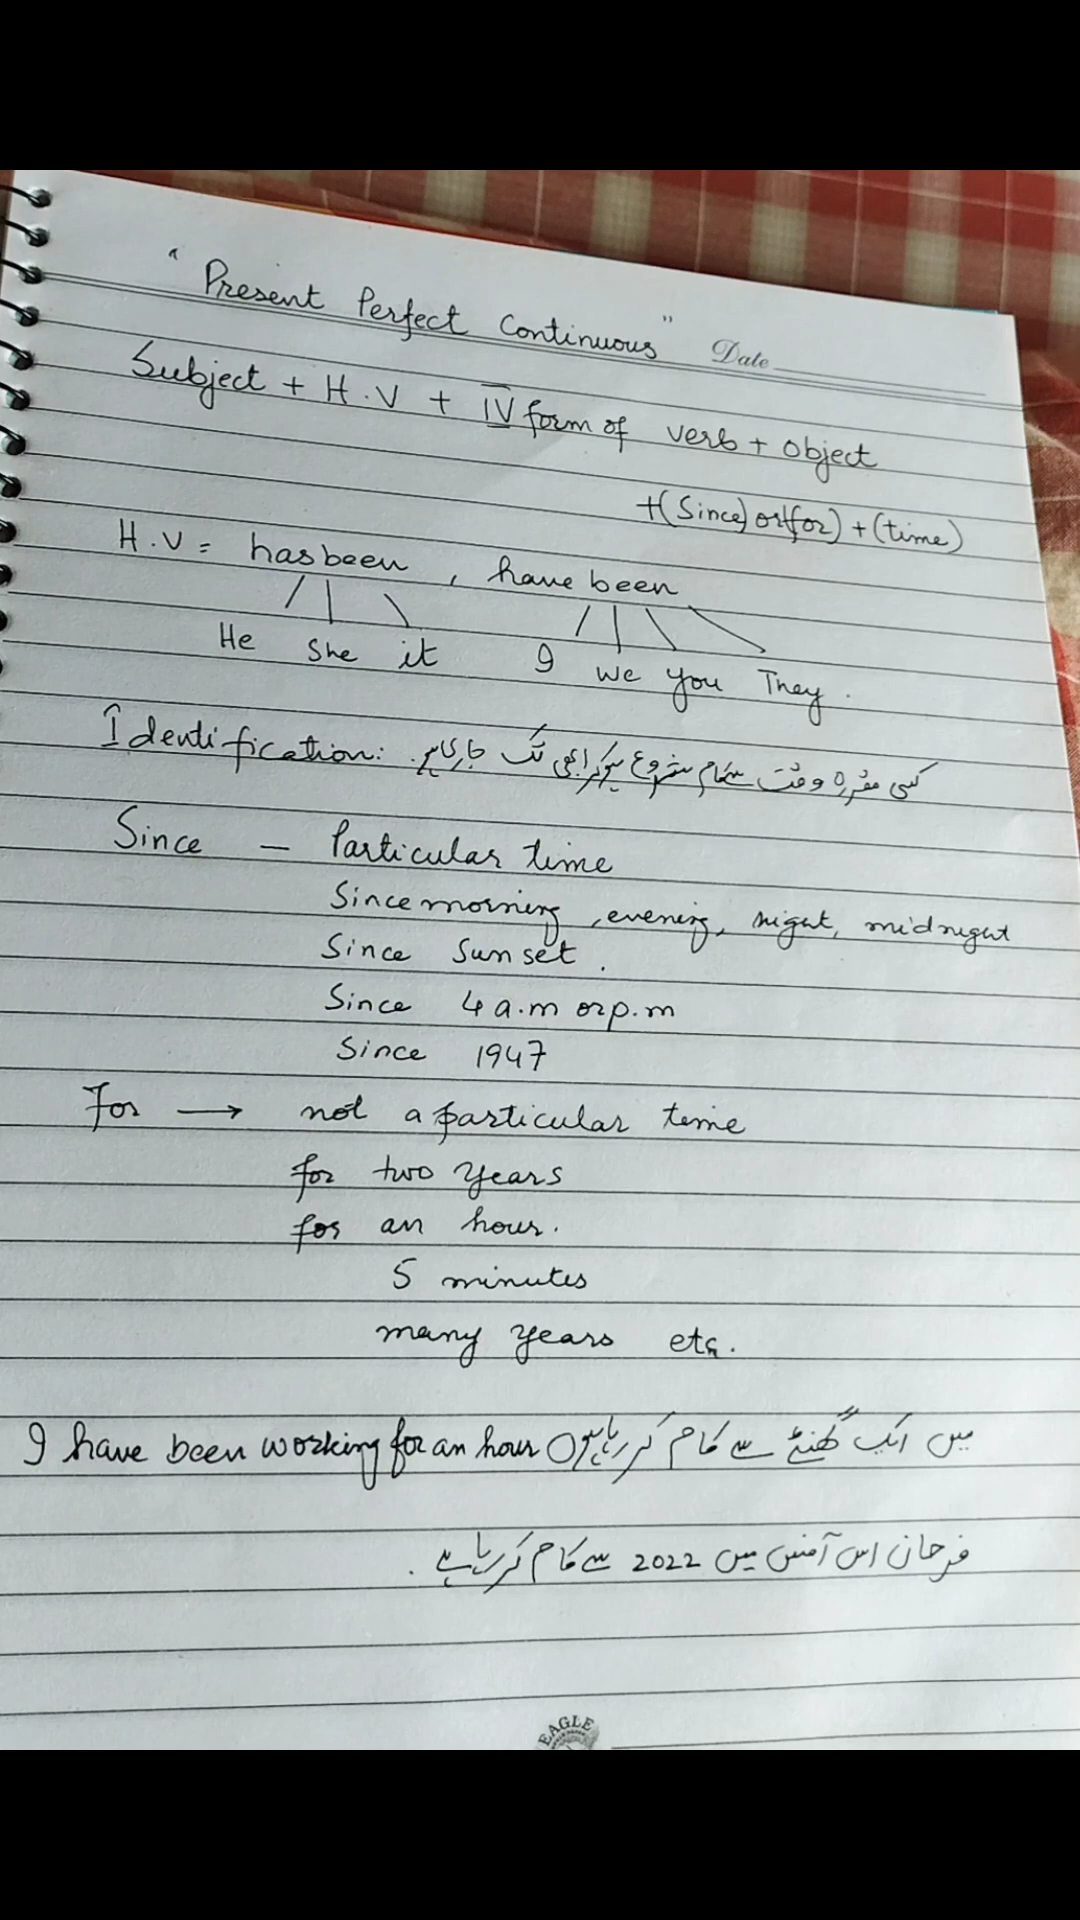 "Present Perfect Continuous"
Date
Subject + H.V + IV form of verb + object
+(Since) or (for) + (time)
H.V = has been , have been
He She it I we you They.
Identification: کسی مقررہ وقت سے کام شروع ہو کر ابھی تک جاری ہے.
Since — Particular time
Since morning, evening, night, midnight
Since Sunset.
Since 4 a.m or p.m
Since 1947
For → not a particular time
for two years
for an hour.
5 minutes
many years etc.
I have been working for an hour میں ایک گھنٹے سے کام کر رہا ہوں
فرحان اس آفس میں 2022 سے کام کر رہا ہے.
EAGLE